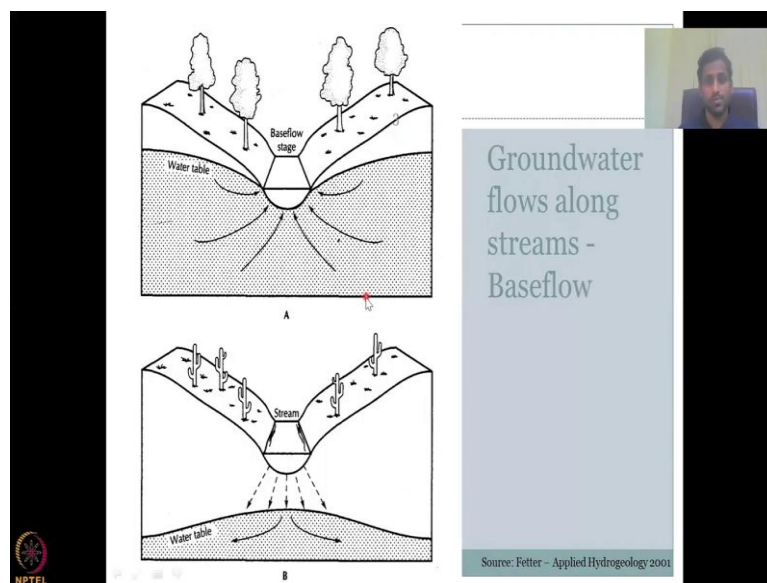 Baseflow
stage
Water table
A
Stream
Water table
B
Groundwater
flows along
streams -
Baseflow
Source: Fetter – Applied Hydrogeology 2001
NPTEL